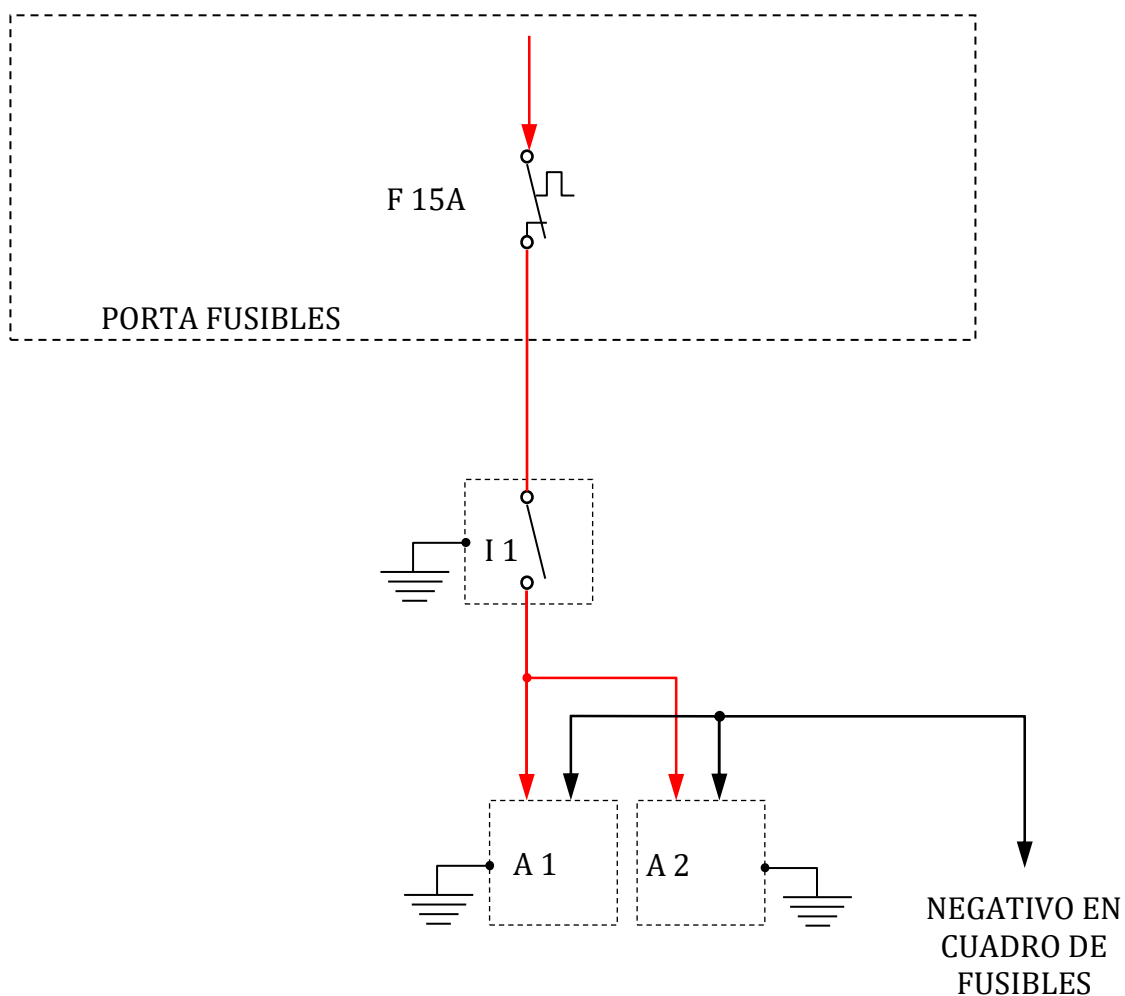 F 15A
PORTA FUSIBLES
I 1
A 1
A 2
NEGATIVO EN
CUADRO DE
FUSIBLES